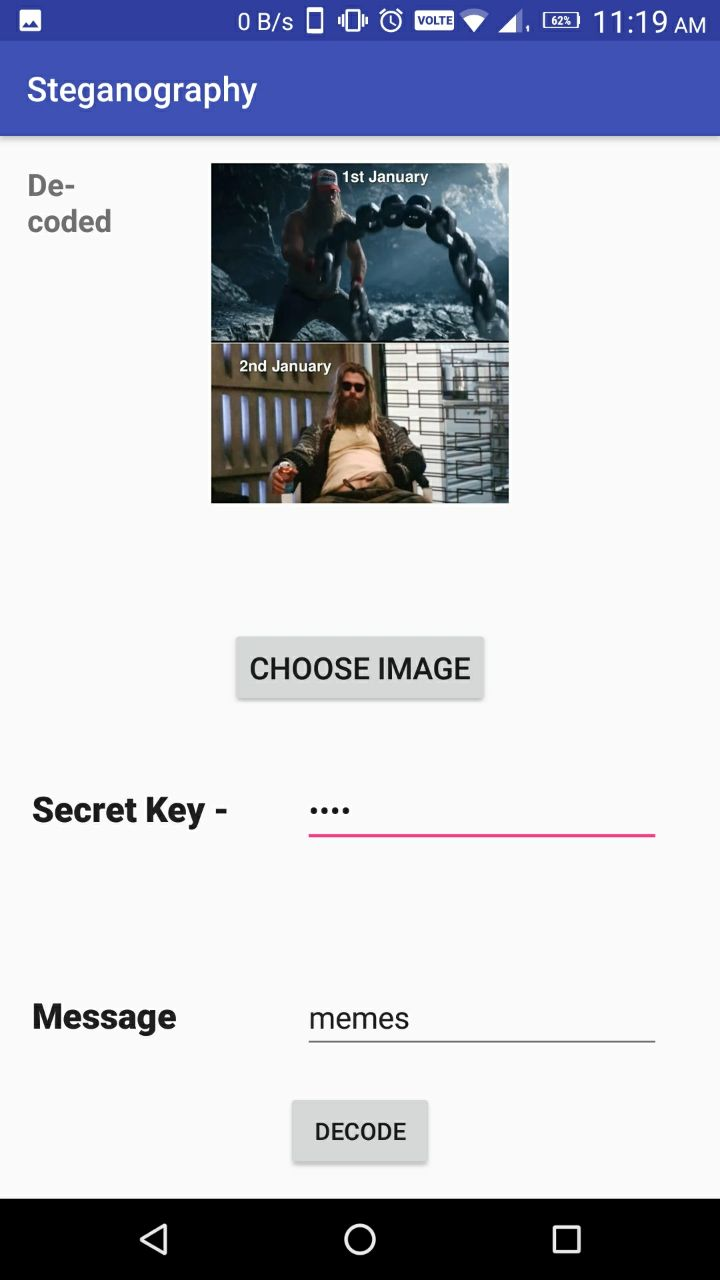 0 B/s VOLTE 62% 11:19 AM
Steganography
De-
coded
1st January
2nd January
CHOOSE IMAGE
Secret Key - ••••
Message memes
DECODE